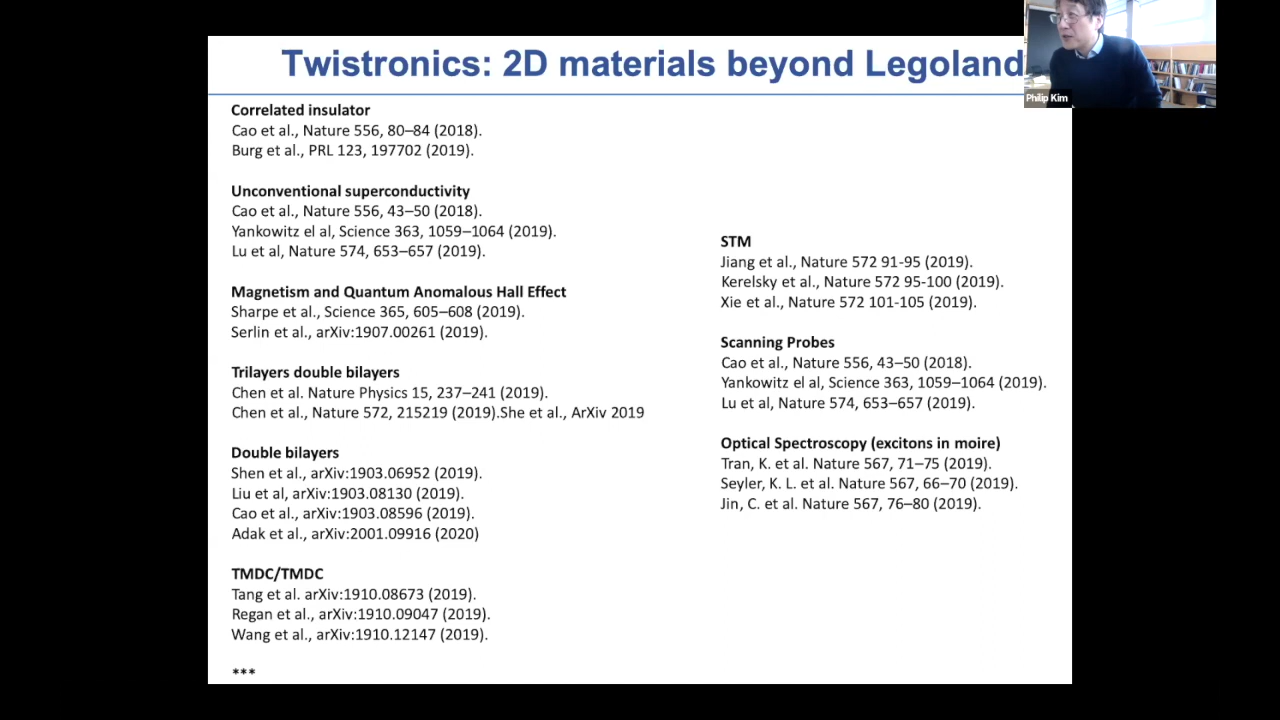 Twistronics: 2D materials beyond Legoland
Philip Kim
Correlated insulator
Cao et al., Nature 556, 80–84 (2018).
Burg et al., PRL 123, 197702 (2019).
Unconventional superconductivity
Cao et al., Nature 556, 43–50 (2018).
Yankowitz el al, Science 363, 1059–1064 (2019).
Lu et al, Nature 574, 653–657 (2019).
Magnetism and Quantum Anomalous Hall Effect
Sharpe et al., Science 365, 605–608 (2019).
Serlin et al., arXiv:1907.00261 (2019).
Trilayers double bilayers
Chen et al. Nature Physics 15, 237–241 (2019).
Chen et al., Nature 572, 215219 (2019).She et al., ArXiv 2019
Double bilayers
Shen et al., arXiv:1903.06952 (2019).
Liu et al, arXiv:1903.08130 (2019).
Cao et al., arXiv:1903.08596 (2019).
Adak et al., arXiv:2001.09916 (2020)
TMDC/TMDC
Tang et al. arXiv:1910.08673 (2019).
Regan et al., arXiv:1910.09047 (2019).
Wang et al., arXiv:1910.12147 (2019).
***
STM
Jiang et al., Nature 572 91-95 (2019).
Kerelsky et al., Nature 572 95-100 (2019).
Xie et al., Nature 572 101-105 (2019).
Scanning Probes
Cao et al., Nature 556, 43–50 (2018).
Yankowitz el al, Science 363, 1059–1064 (2019).
Lu et al, Nature 574, 653–657 (2019).
Optical Spectroscopy (excitons in moire)
Tran, K. et al. Nature 567, 71–75 (2019).
Seyler, K. L. et al. Nature 567, 66–70 (2019).
Jin, C. et al. Nature 567, 76–80 (2019).